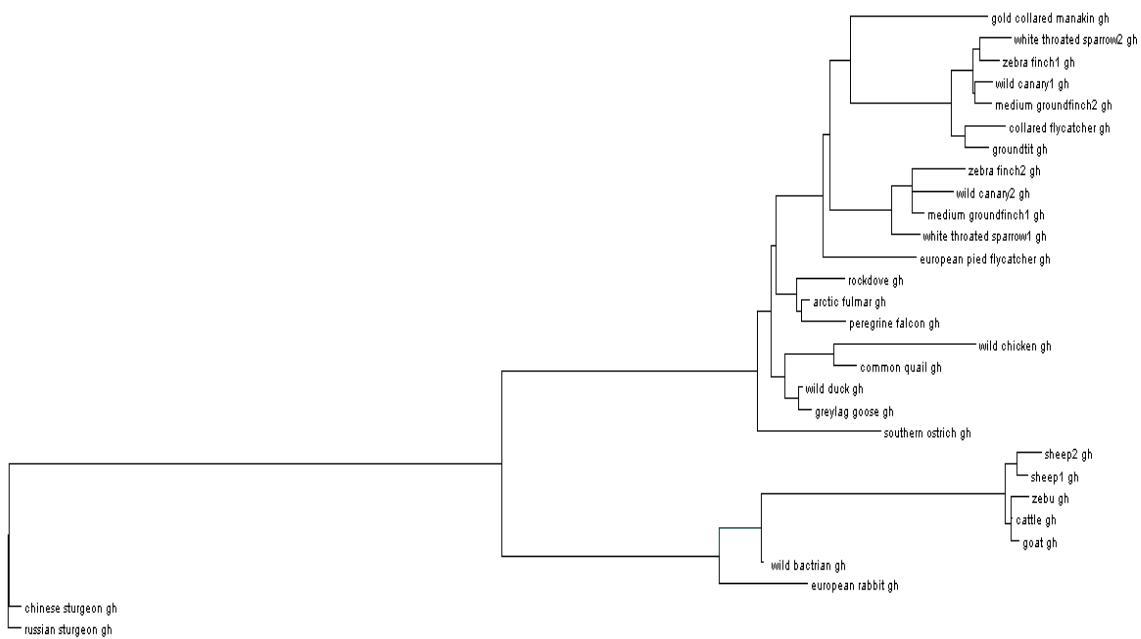 gold collared manakin gh
white throated sparrow2 gh
zebra finch1 gh
wild canary1 gh
medium groundfinch2 gh
collared flycatcher gh
groundtit gh
zebra finch2 gh
wild canary2 gh
medium groundfinch1 gh
white throated sparrow1 gh
european pied flycatcher gh
rockdove gh
arctic fulmar gh
peregrine falcon gh
wild chicken gh
common quail gh
wild duck gh
greylag goose gh
southern ostrich gh
sheep2 gh
sheep1 gh
zebu gh
cattle gh
goat gh
wild bactrian gh
european rabbit gh
chinese sturgeon gh
russian sturgeon gh